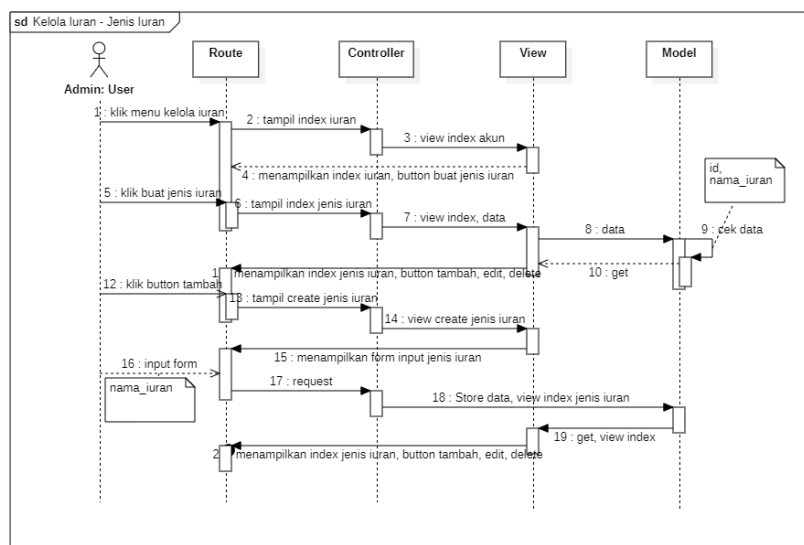 sd Kelola Iuran - Jenis Iuran
Route
Controller
View
Model
Admin: User
1 : klik menu kelola iuran
2 : tampil index iuran
3 : view index akun
4 : menampilkan index iuran, button buat jenis iuran
id,
nama_iuran
5 : klik buat jenis iuran
6 : tampil index jenis iuran
7 : view index, data
8 : data
9 : cek data
10 : get
1 menampilkan index jenis iuran, button tambah, edit, delete
12 : klik button tambah
13 : tampil create jenis iuran
14 : view create jenis iuran
15 : menampilkan form input jenis iuran
16 : input form
nama_iuran
17 : request
18 : Store data, view index jenis iuran
19 : get, view index
2 menampilkan index jenis iuran, button tambah, edit, delete